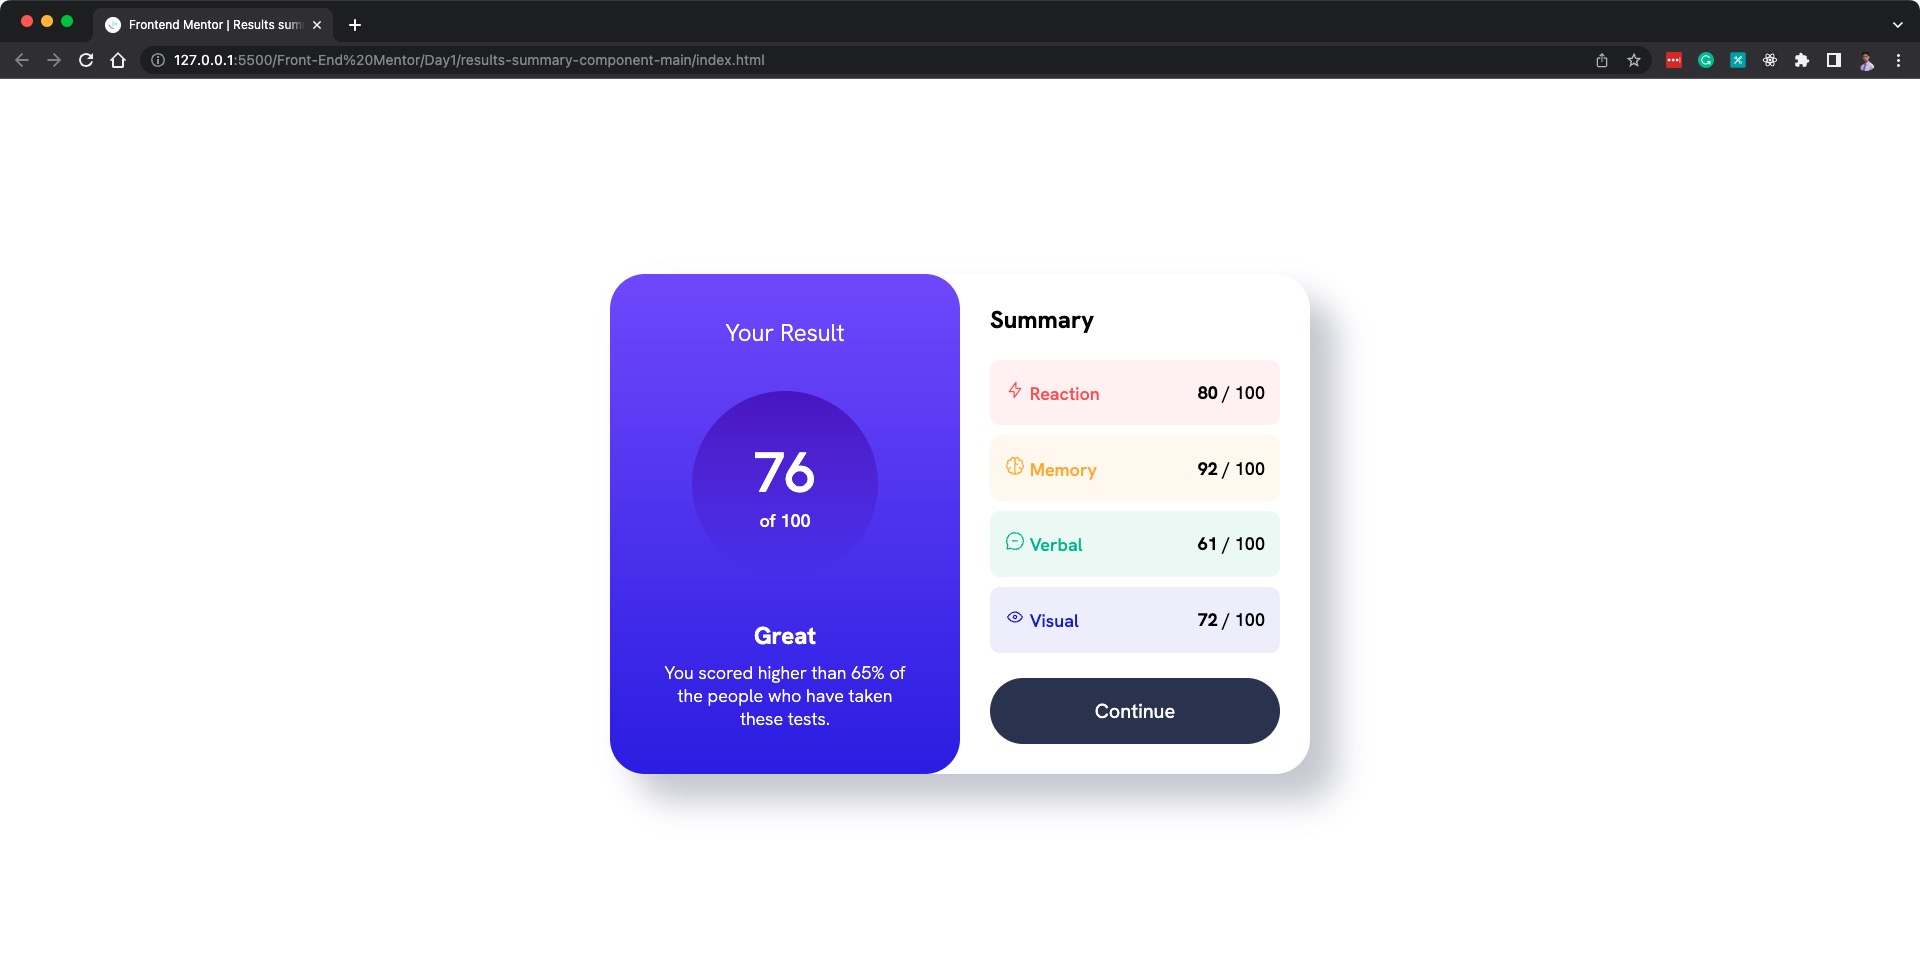 Frontend Mentor | Results sum
127.0.0.1:5500/Front-End%20Mentor/Day1/results-summary-component-main/index.html
Your Result
76
of 100
Great
You scored higher than 65% of
the people who have taken
these tests.
Summary
Reaction 80 / 100
Memory 92 / 100
Verbal 61 / 100
Visual 72 / 100
Continue